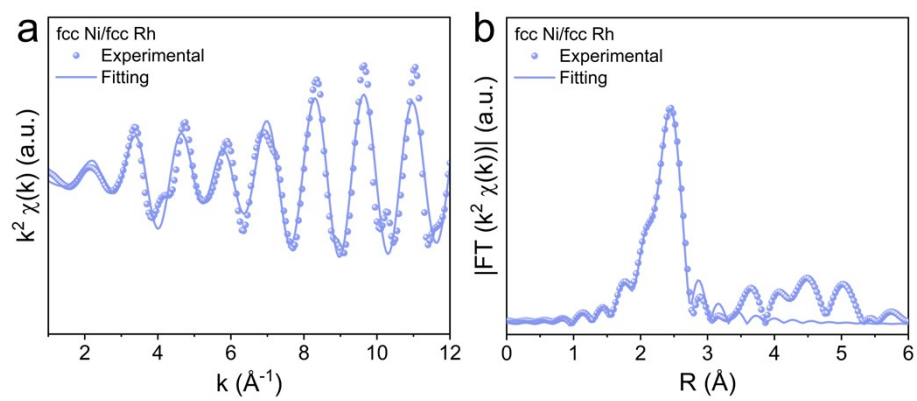 a
fcc Ni/fcc Rh
Experimental
Fitting
k² χ(k) (a.u.)
2 4 6 8 10 12
k (Å⁻¹)
b
fcc Ni/fcc Rh
Experimental
Fitting
|FT (k² χ(k))| (a.u.)
0 1 2 3 4 5 6
R (Å)